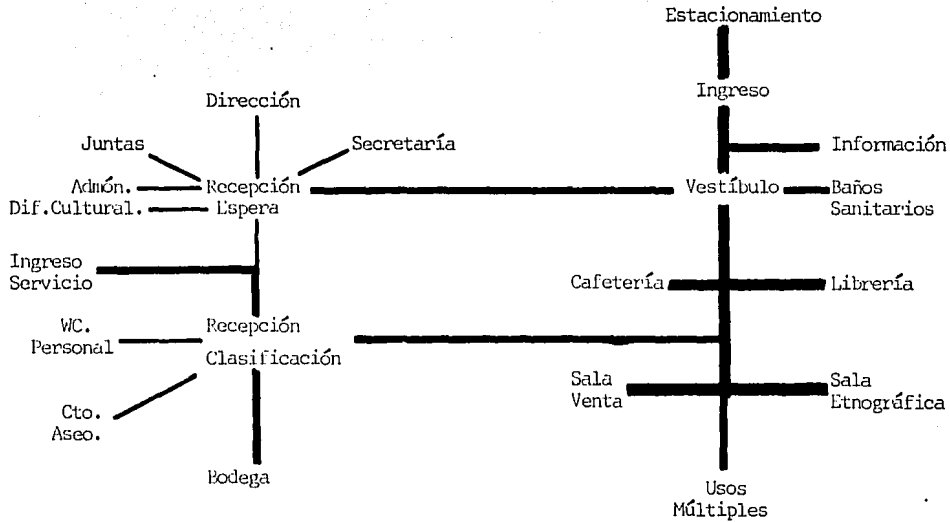 Estacionamiento
Ingreso
Dirección
Juntas
Secretaría
Información
Admón.
Recepción
Vestíbulo
Baños
Dif.Cultural.
Espera
Sanitarios
Ingreso
Servicio
Cafetería
Librería
WC.
Personal
Recepción
Clasificación
Sala
Venta
Sala
Etnográfica
Cto.
Aseo.
Bodega
Usos
Múltiples